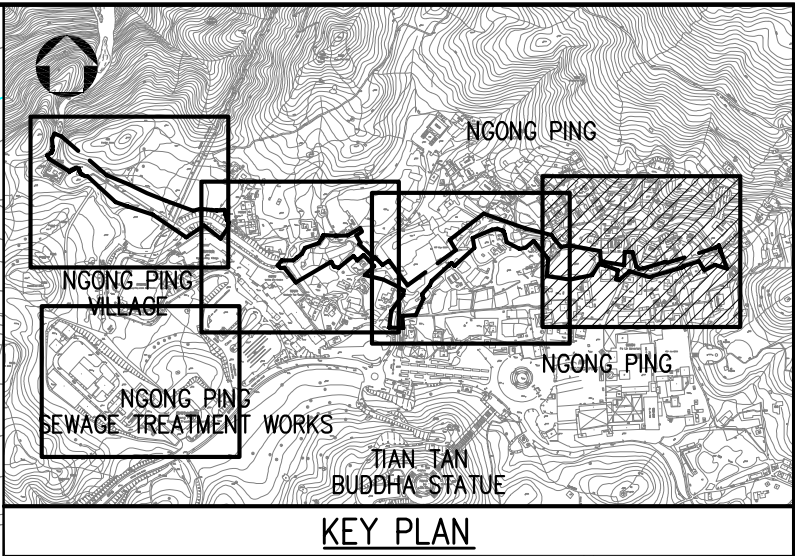 NGONG PING
NGONG PING
VILLAGE
NGONG PING
NGONG PING
SEWAGE TREATMENT WORKS
TIAN TAN
BUDDHA STATUE
KEY PLAN